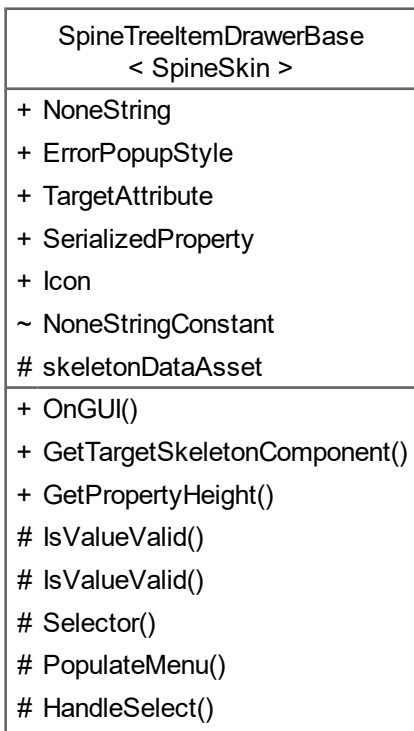 SpineTreeItemDrawerBase
< SpineSkin >
+ NoneString
+ ErrorPopupStyle
+ TargetAttribute
+ SerializedProperty
+ Icon
~ NoneStringConstant
# skeletonDataAsset
+ OnGUI()
+ GetTargetSkeletonComponent()
+ GetPropertyHeight()
# IsValueValid()
# IsValueValid()
# Selector()
# PopulateMenu()
# HandleSelect()